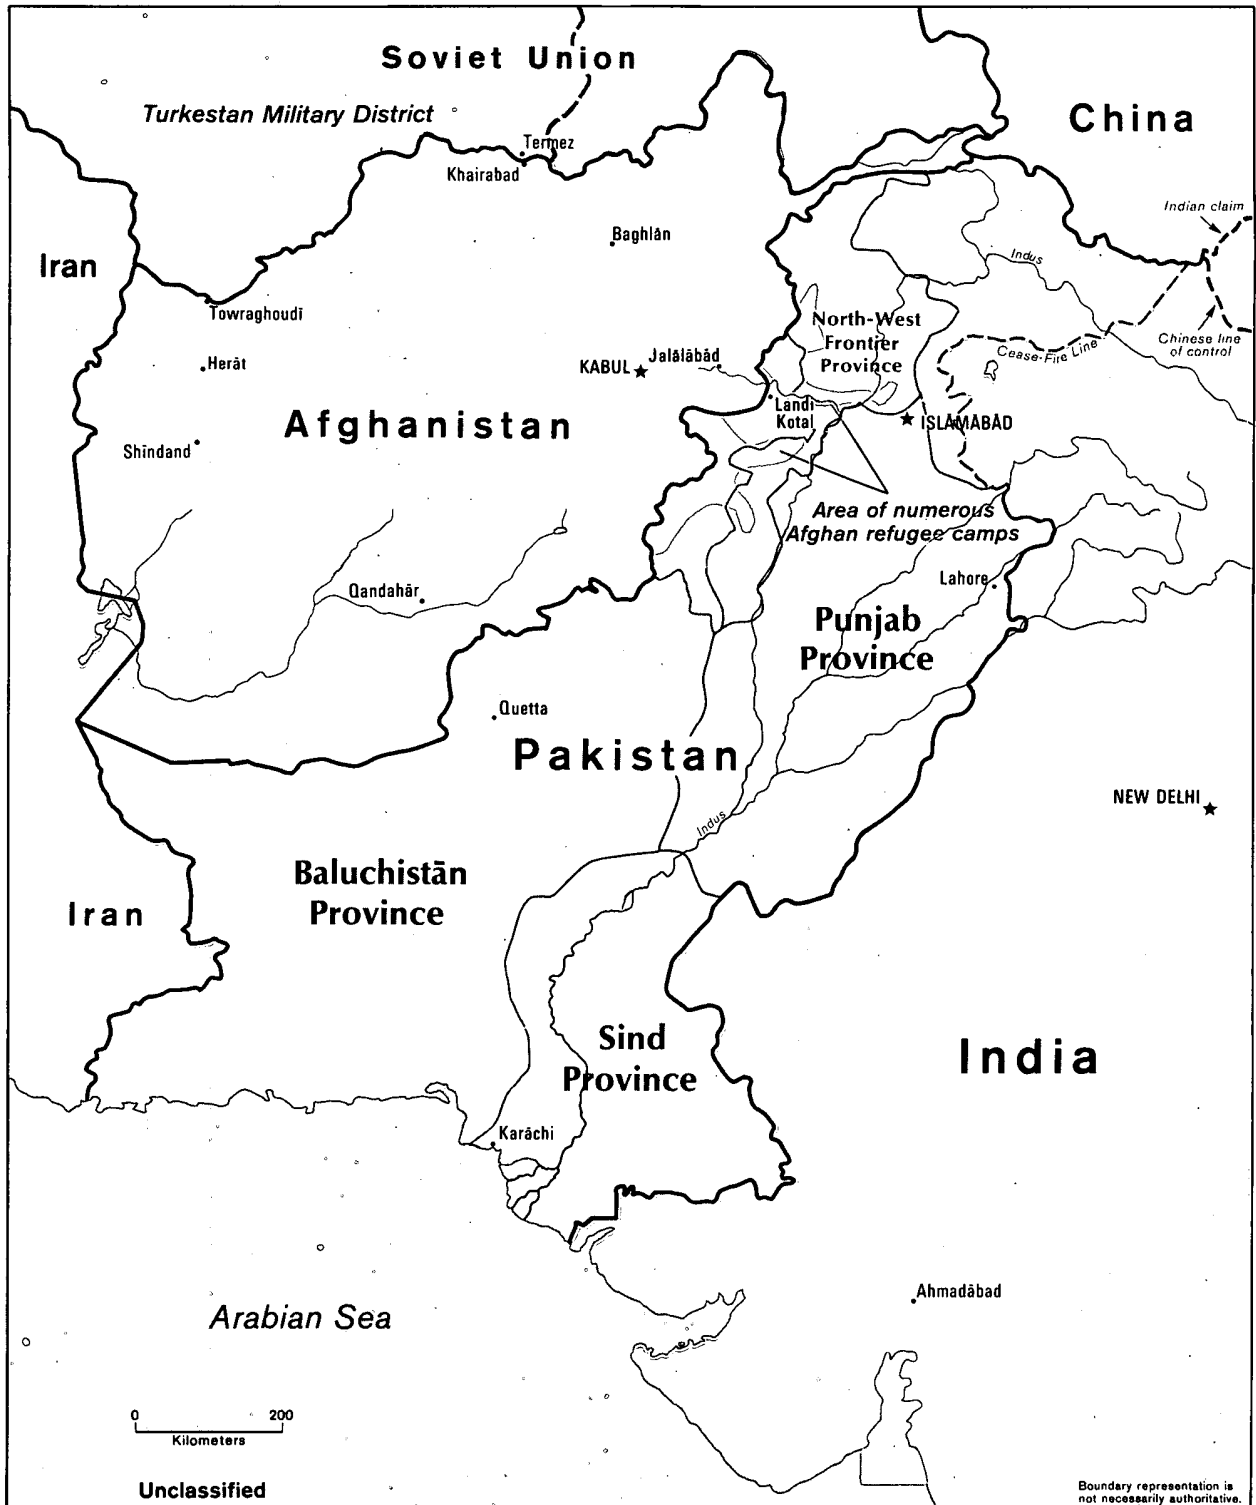 Soviet Union
Turkestan Military District
China
Termez
Khairabad
Indian claim
Baghlān
Iran
Indus
Towraghoudī
North-West
Frontier
Province
Chinese line
of control
Cease-Fire Line
Herāt
KABUL
Jalālābād
Landi
Kotal
ISLĀMĀBĀD
Afghanistan
Shīndand
Area of numerous
Afghan refugee camps
Qandahār
Lahore
Punjab
Province
Quetta
Pakistan
NEW DELHI
Indus
Baluchistān
Province
Iran
Sind
Province
India
Karāchi
Ahmadābad
Arabian Sea
0 200
Kilometers
Unclassified
Boundary representation is
not necessarily authoritative.